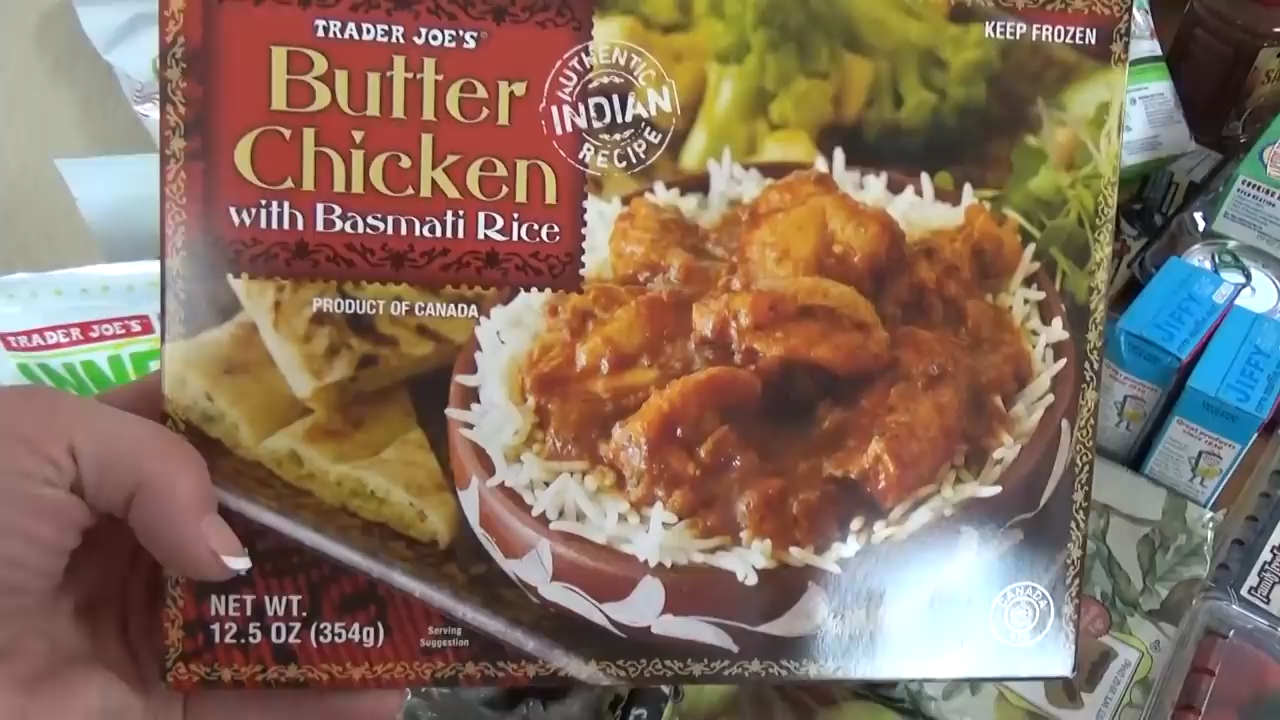 TRADER JOE'S
Butter
Chicken
with Basmati Rice
AUTHENTIC
INDIAN
RECIPE
KEEP FROZEN
PRODUCT OF CANADA
NET WT.
12.5 OZ (354g)
Serving
Suggestion
CANADA
TRADER JOE'S
JIFFY
JIFFY